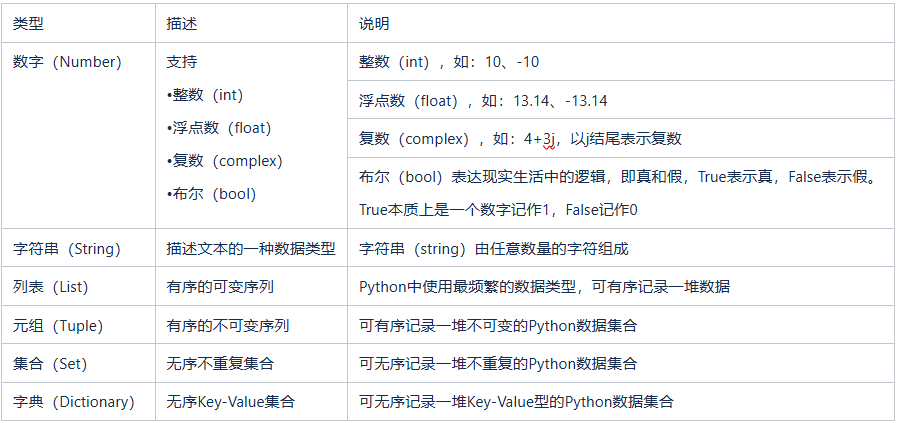 类型 描述 说明
数字（Number） 支持
•整数（int）
•浮点数（float）
•复数（complex）
•布尔（bool）
整数（int），如：10、-10
浮点数（float），如：13.14、-13.14
复数（complex），如：4+3j，以j结尾表示复数
布尔（bool）表达现实生活中的逻辑，即真和假，True表示真，False表示假。
True本质上是一个数字记作1，False记作0
字符串（String） 描述文本的一种数据类型 字符串（string）由任意数量的字符组成
列表（List） 有序的可变序列 Python中使用最频繁的数据类型，可有序记录一堆数据
元组（Tuple） 有序的不可变序列 可有序记录一堆不可变的Python数据集合
集合（Set） 无序不重复集合 可无序记录一堆不重复的Python数据集合
字典（Dictionary） 无序Key-Value集合 可无序记录一堆Key-Value型的Python数据集合